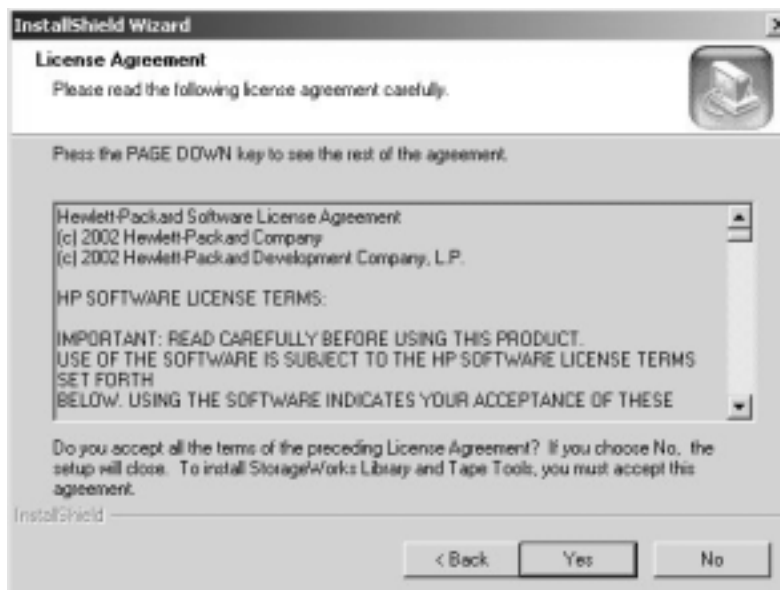 InstallShield Wizard
License Agreement
Please read the following license agreement carefully.
Press the PAGE DOWN key to see the rest of the agreement.
Hewlett-Packard Software License Agreement
(c) 2002 Hewlett-Packard Company
(c) 2002 Hewlett-Packard Development Company, L.P.
HP SOFTWARE LICENSE TERMS:
IMPORTANT: READ CAREFULLY BEFORE USING THIS PRODUCT.
USE OF THE SOFTWARE IS SUBJECT TO THE HP SOFTWARE LICENSE TERMS
SET FORTH
BELOW. USING THE SOFTWARE INDICATES YOUR ACCEPTANCE OF THESE
Do you accept all the terms of the preceding License Agreement? If you choose No, the
setup will close. To install StorageWorks Library and Tape Tools, you must accept this
agreement.
InstallShield
< Back Yes No